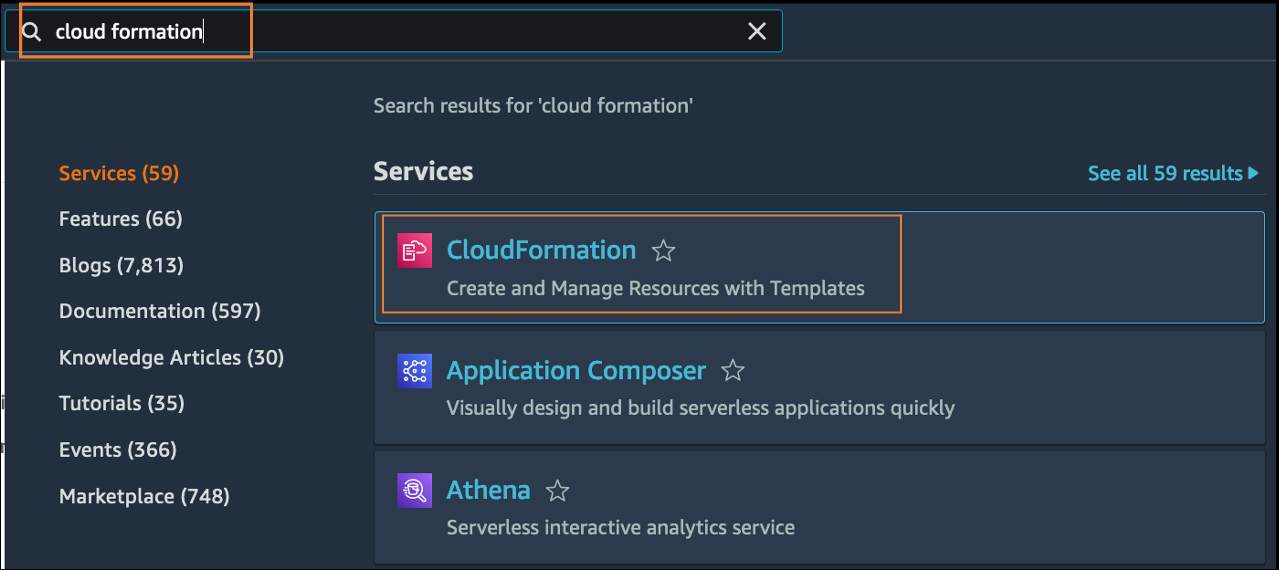 cloud formation
Search results for 'cloud formation'
Services (59)
Features (66)
Blogs (7,813)
Documentation (597)
Knowledge Articles (30)
Tutorials (35)
Events (366)
Marketplace (748)
Services
See all 59 results
CloudFormation
Create and Manage Resources with Templates
Application Composer
Visually design and build serverless applications quickly
Athena
Serverless interactive analytics service